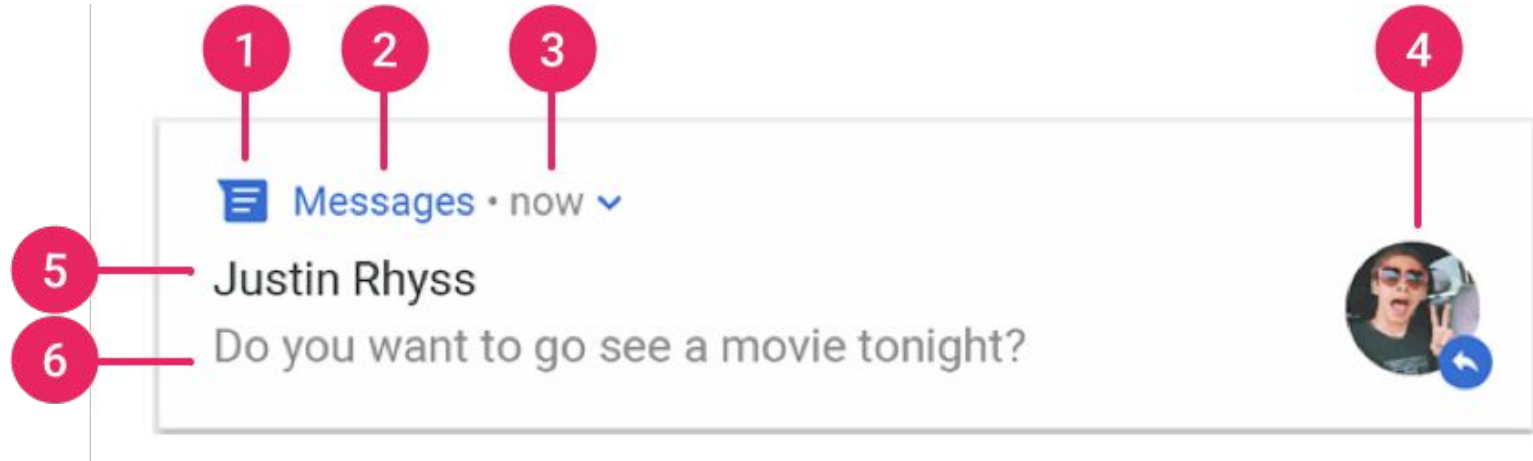 1 2 3 4
Messages • now
5 Justin Rhyss
6 Do you want to go see a movie tonight?